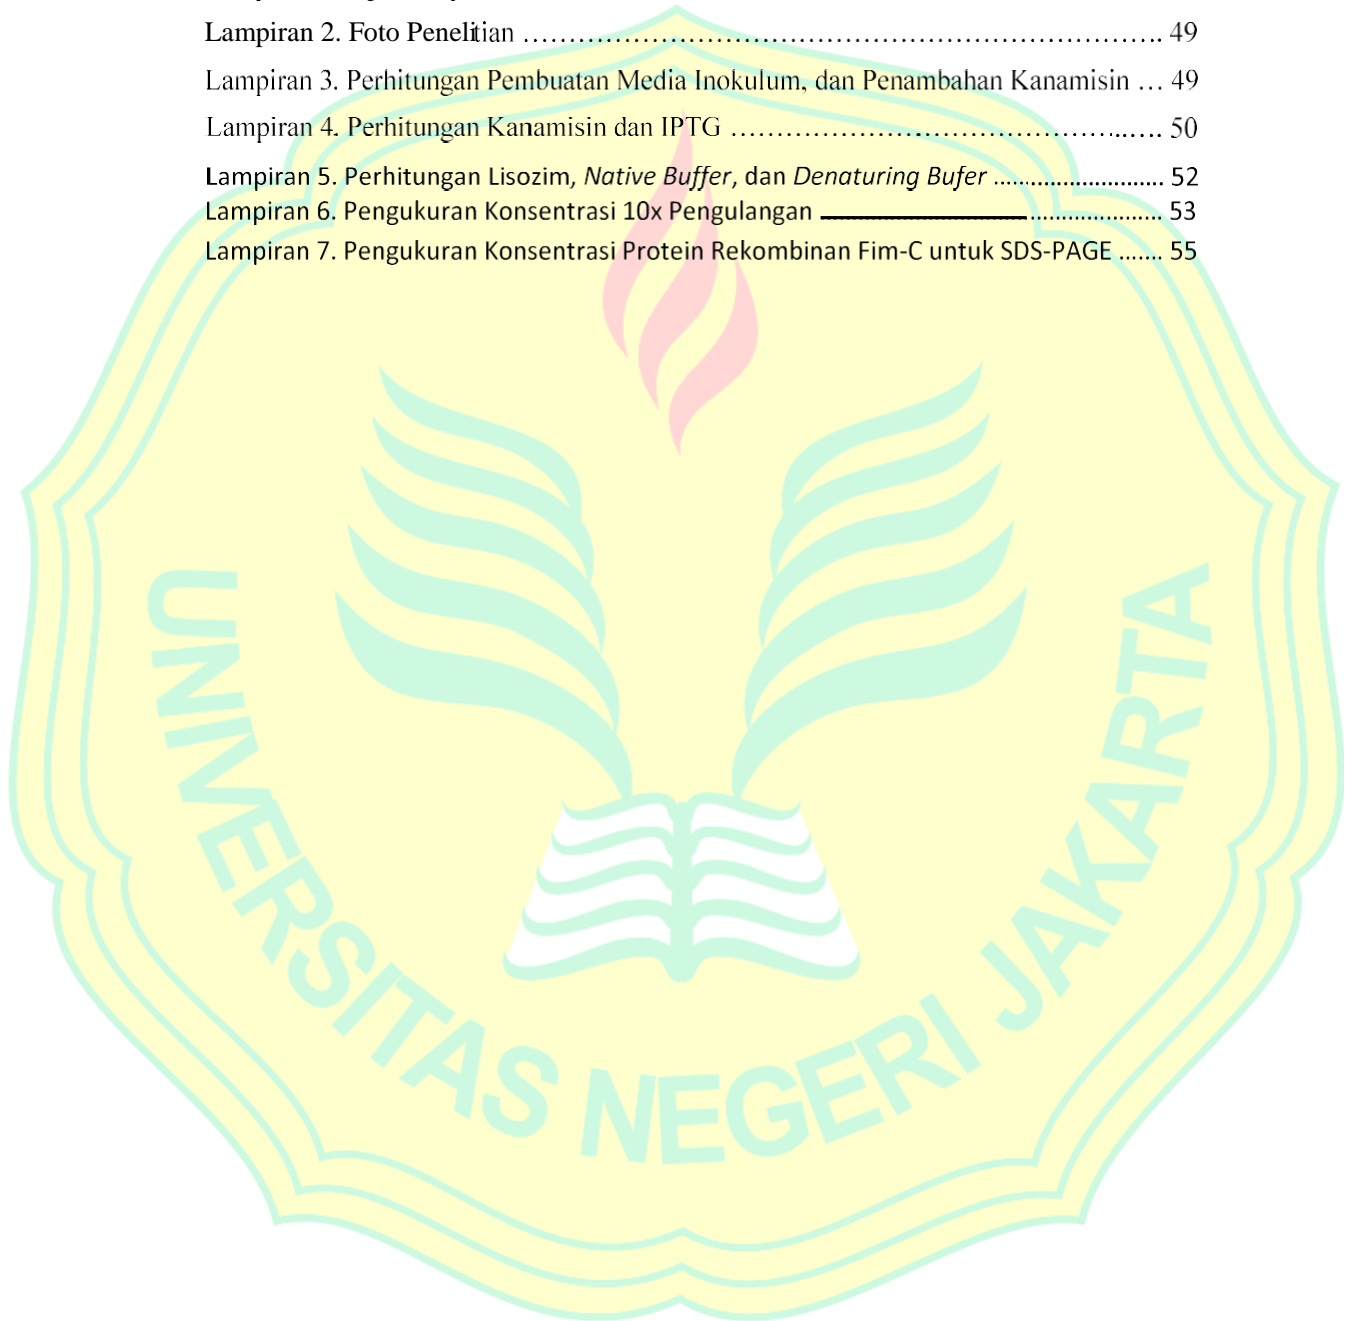 Lampiran 2. Foto Penelitian ………………………………………………………………. 49
Lampiran 3. Perhitungan Pembuatan Media Inokulum, dan Penambahan Kanamisin … 49
Lampiran 4. Perhitungan Kanamisin dan IPTG …………………………………………. 50
Lampiran 5. Perhitungan Lisozim, Native Buffer, dan Denaturing Bufer ......................... 52
Lampiran 6. Pengukuran Konsentrasi 10x Pengulangan .................... 53
Lampiran 7. Pengukuran Konsentrasi Protein Rekombinan Fim-C untuk SDS-PAGE ....... 55
UNIVERSITAS NEGERI JAKARTA